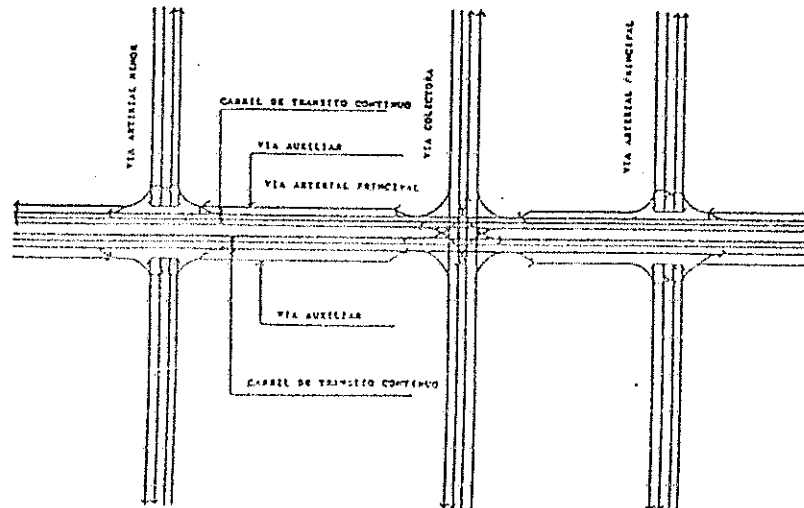 VIA ARTERIAL MENOR
CARRIL DE TRANSITO CONTINUO
VIA COLECTORA
VIA ARTERIAL PRINCIPAL
VIA AUXILIAR
VIA ARTERIAL PRINCIPAL
VIA AUXILIAR
CARRIL DE TRANSITO CONTINUO